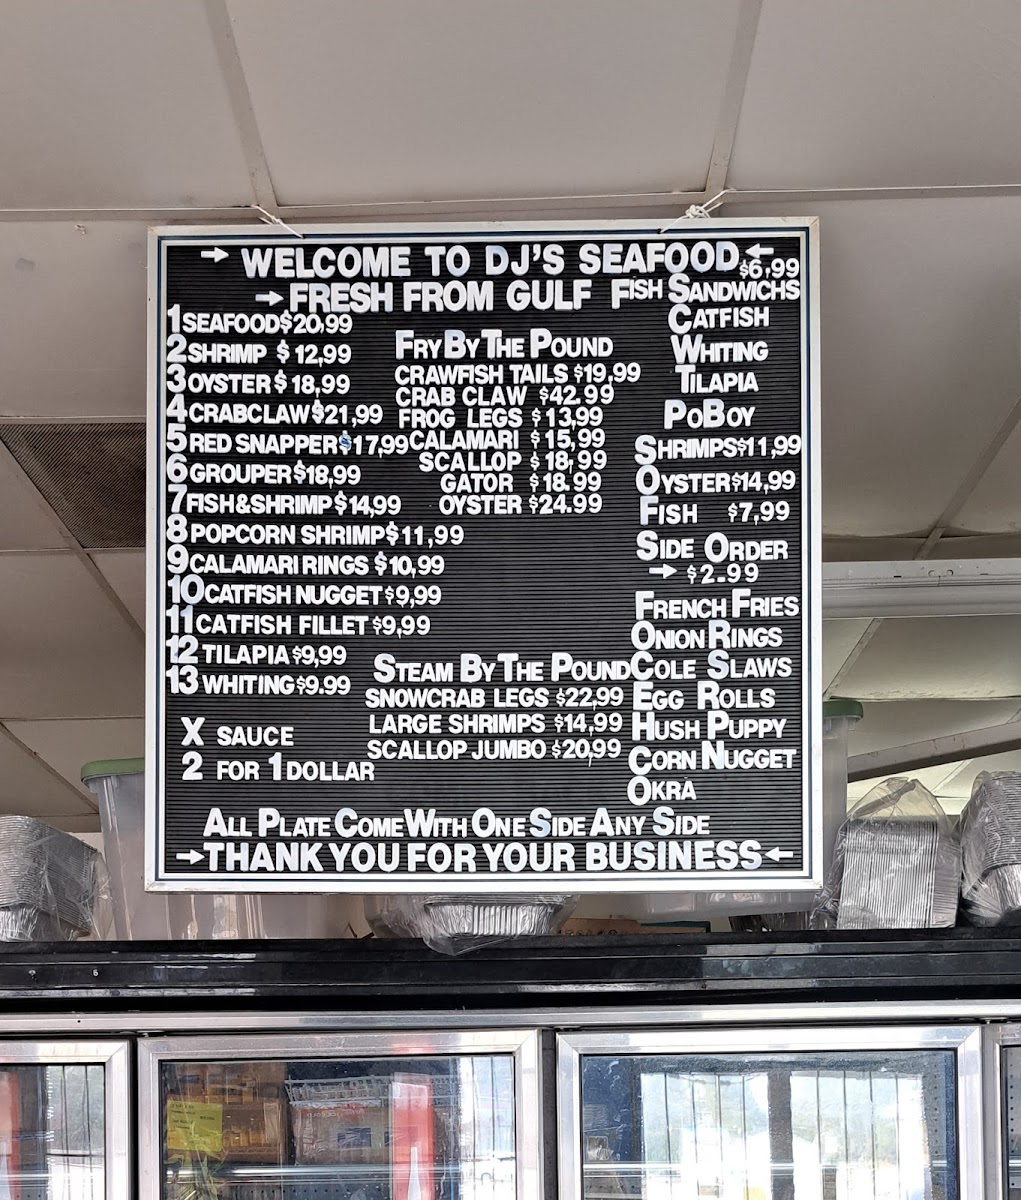 → WELCOME TO DJ'S SEAFOOD ←
→ FRESH FROM GULF
1 SEAFOOD $20,99
2 SHRIMP $12,99
3 OYSTER $18,99
4 CRABCLAW $21,99
5 RED SNAPPER $17,99
6 GROUPER $18,99
7 FISH & SHRIMP $14,99
8 POPCORN SHRIMP $11,99
9 CALAMARI RINGS $10,99
10 CATFISH NUGGET $9,99
11 CATFISH FILLET $9,99
12 TILAPIA $9,99
13 WHITING $9.99
X SAUCE
2 FOR 1 DOLLAR
FRY BY THE POUND
CRAWFISH TAILS $19,99
CRAB CLAW $42.99
FROG LEGS $13,99
CALAMARI $15,99
SCALLOP $18,99
GATOR $18.99
OYSTER $24.99
STEAM BY THE POUND
SNOWCRAB LEGS $22,99
LARGE SHRIMPS $14,99
SCALLOP JUMBO $20,99
$6,99
FISH SANDWICHS
CATFISH
WHITING
TILAPIA
POBOY
SHRIMPS $11,99
OYSTER $14,99
FISH $7,99
SIDE ORDER
→ $2.99
FRENCH FRIES
ONION RINGS
COLE SLAWS
EGG ROLLS
HUSH PUPPY
CORN NUGGET
OKRA
ALL PLATE COME WITH ONE SIDE ANY SIDE
→ THANK YOU FOR YOUR BUSINESS ←